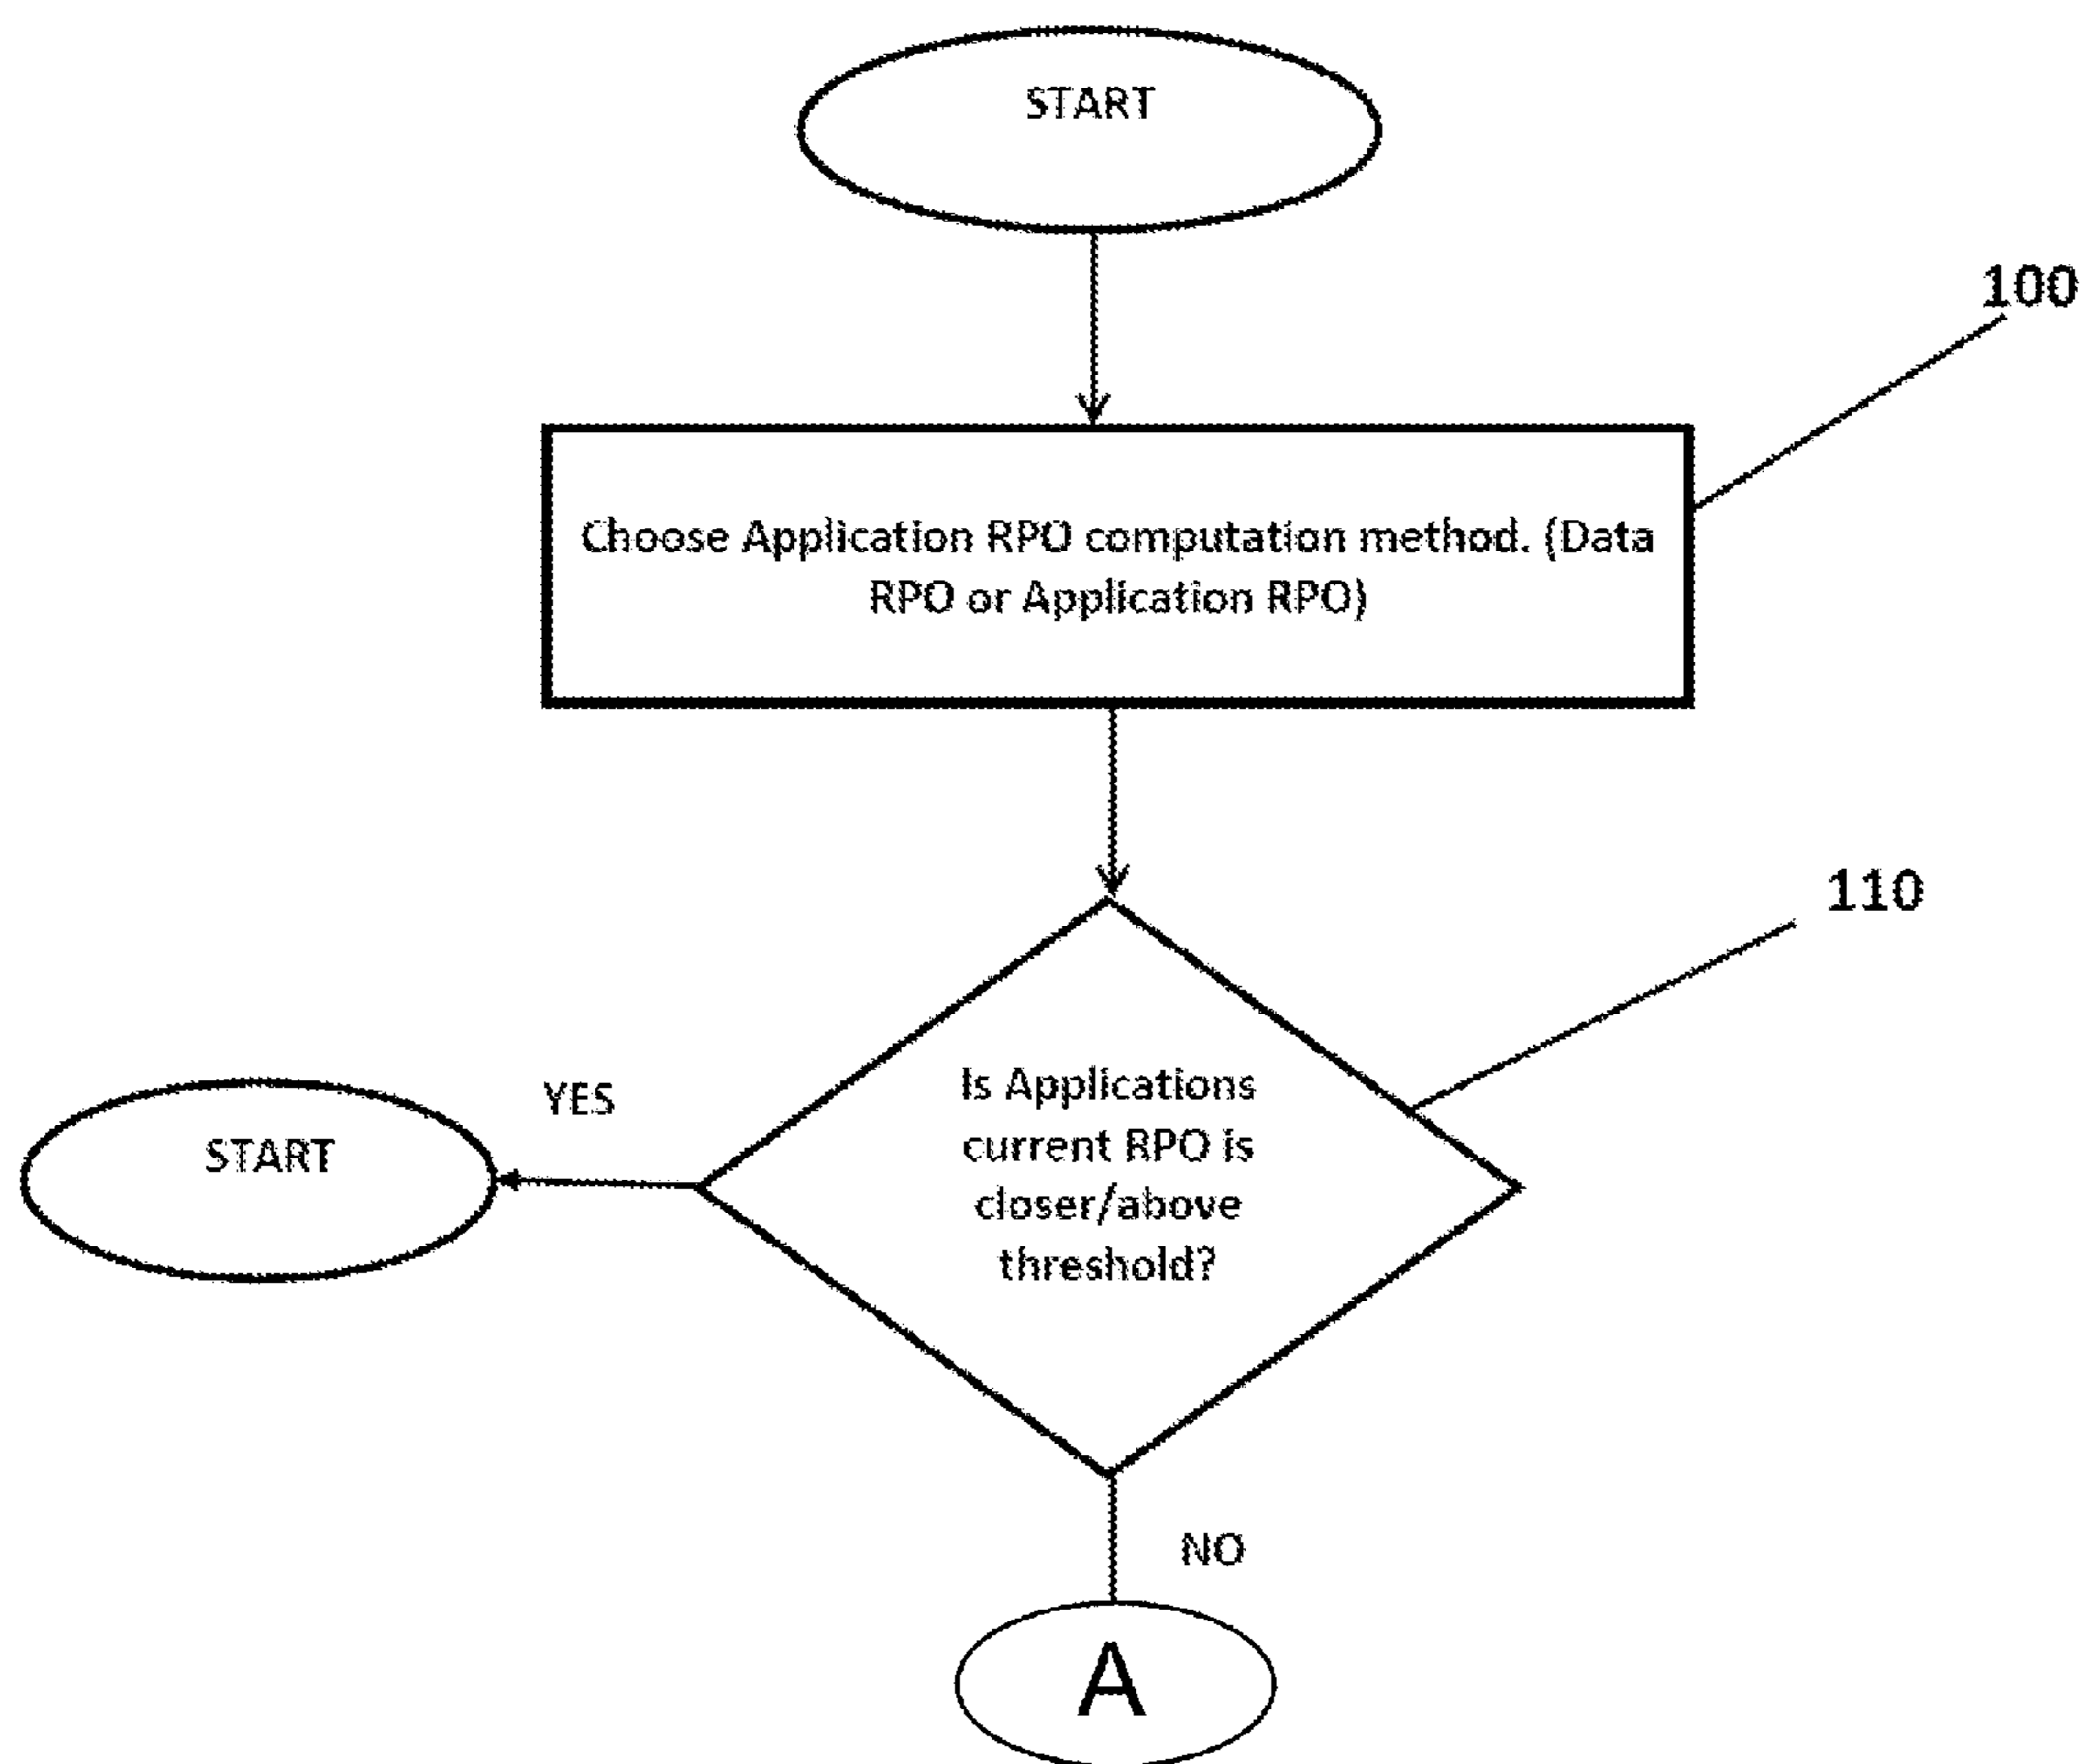 START
100
Choose Application RPO computation method. (Data
RPO or Application RPO)
110
Is Applications
current RPO is
closer/above
threshold?
YES
START
NO
A